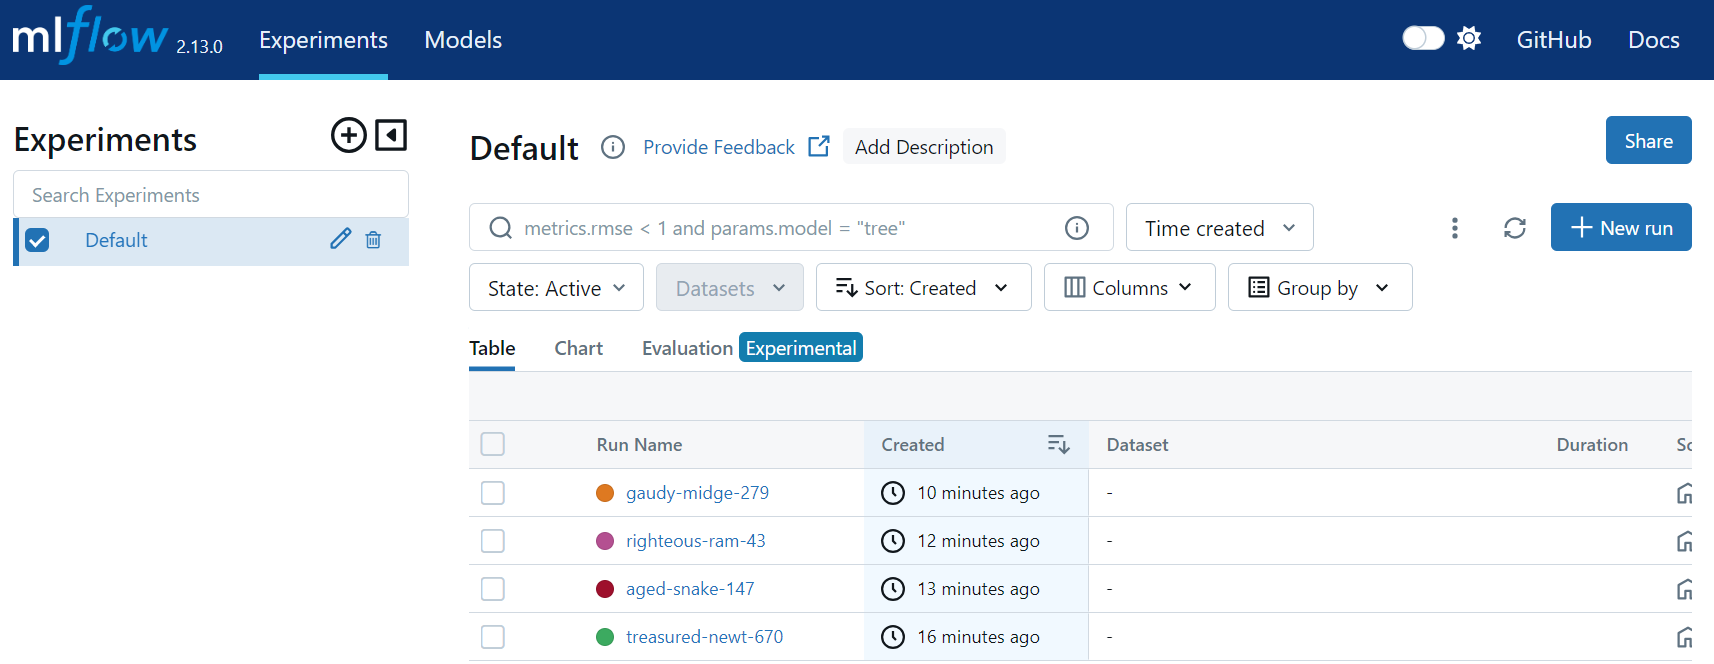 mlflow 2.13.0 Experiments Models GitHub Docs
Experiments
Search Experiments
Default
Default Provide Feedback Add Description Share
metrics.rmse < 1 and params.model = "tree" Time created New run
State: Active Datasets Sort: Created Columns Group by
Table Chart Evaluation Experimental
Run Name Created Dataset Duration
gaudy-midge-279 10 minutes ago -
righteous-ram-43 12 minutes ago -
aged-snake-147 13 minutes ago -
treasured-newt-670 16 minutes ago -